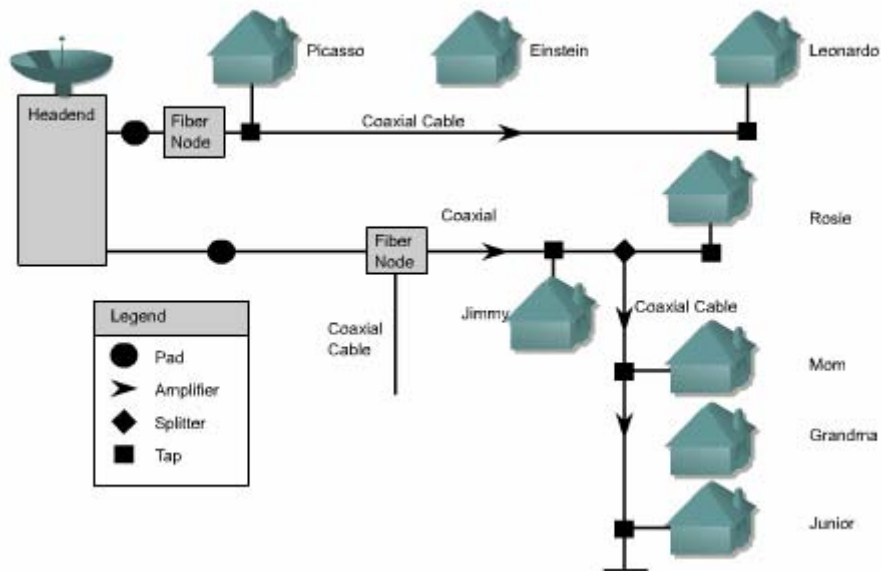 Picasso
Einstein
Leonardo
Headend
Fiber
Node
Coaxial Cable
Rosie
Coaxial
Fiber
Node
Legend
Pad
Amplifier
Splitter
Tap
Coaxial
Cable
Jimmy
Coaxial Cable
Mom
Grandma
Junior